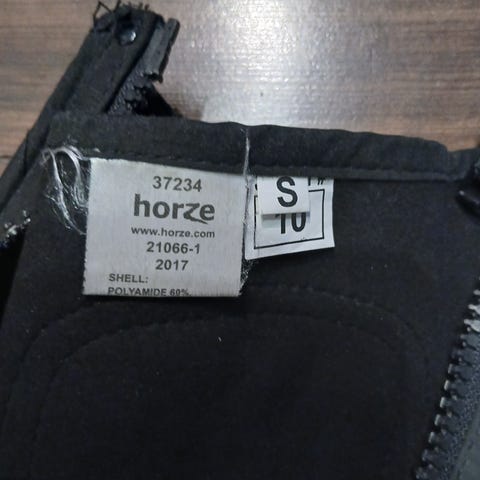 37234
horze
www.horze.com
21066-1
2017
SHELL:
POLYAMIDE 60%,
S
10